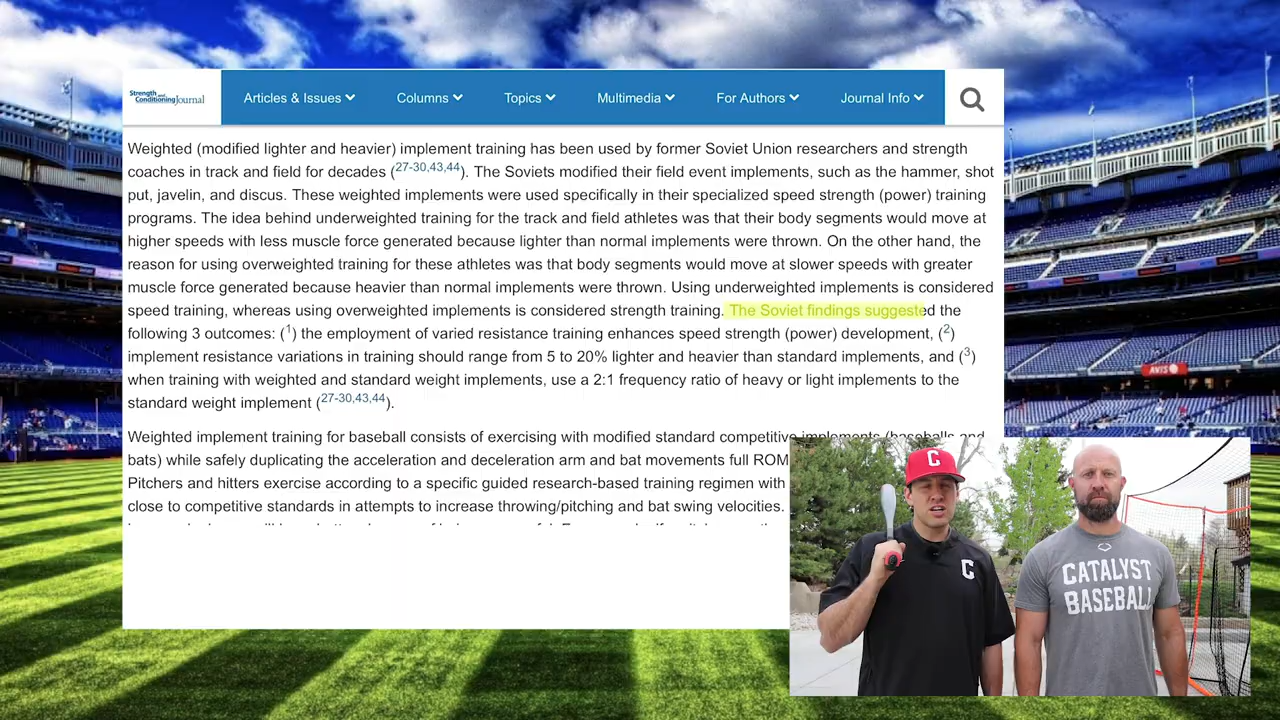 Strength and
Conditioning Journal
Articles & Issues Columns Topics Multimedia For Authors Journal Info
Weighted (modified lighter and heavier) implement training has been used by former Soviet Union researchers and strength
coaches in track and field for decades (27-30,43,44). The Soviets modified their field event implements, such as the hammer, shot
put, javelin, and discus. These weighted implements were used specifically in their specialized speed strength (power) training
programs. The idea behind underweighted training for the track and field athletes was that their body segments would move at
higher speeds with less muscle force generated because lighter than normal implements were thrown. On the other hand, the
reason for using overweighted training for these athletes was that body segments would move at slower speeds with greater
muscle force generated because heavier than normal implements were thrown. Using underweighted implements is considered
speed training, whereas using overweighted implements is considered strength training. The Soviet findings suggested the
following 3 outcomes: (1) the employment of varied resistance training enhances speed strength (power) development, (2)
implement resistance variations in training should range from 5 to 20% lighter and heavier than standard implements, and (3)
when training with weighted and standard weight implements, use a 2:1 frequency ratio of heavy or light implements to the
standard weight implement (27-30,43,44).
Weighted implement training for baseball consists of exercising with modified standard competitive implements (baseballs and
bats) while safely duplicating the acceleration and deceleration arm and bat movements full ROM
Pitchers and hitters exercise according to a specific guided research-based training regimen with
close to competitive standards in attempts to increase throwing/pitching and bat swing velocities.
AVIS
C
C
CATALYST
BASEBALL